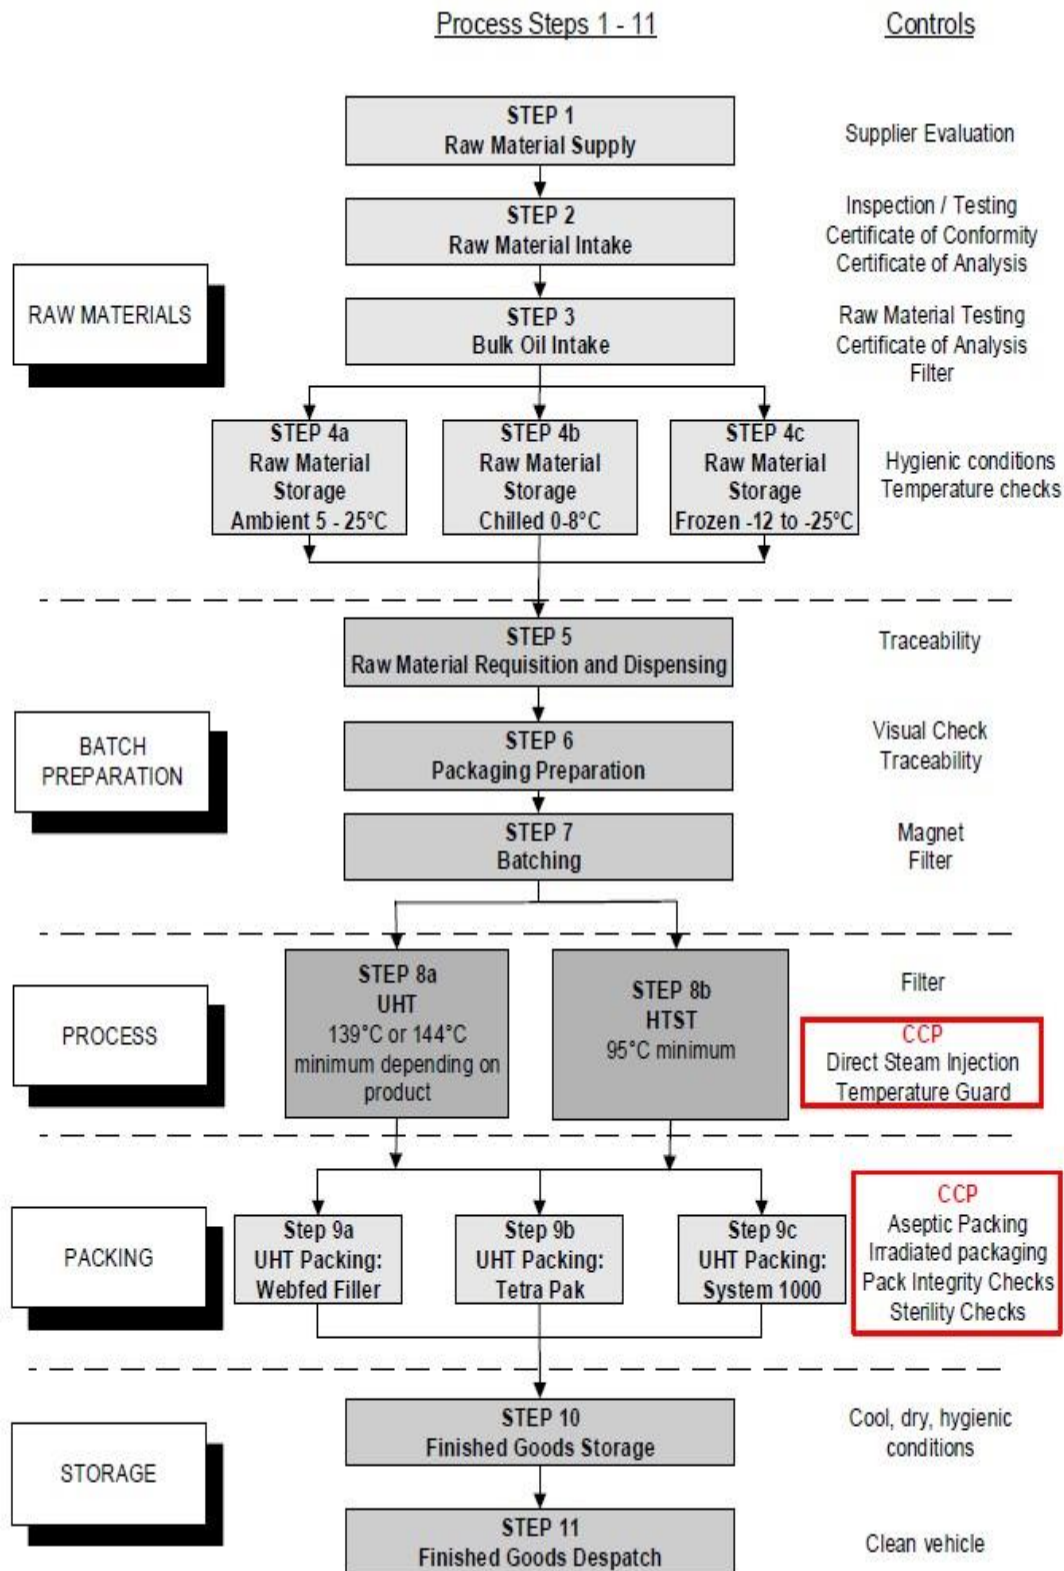 Process Steps 1 - 11
Controls
STEP 1
Raw Material Supply
Supplier Evaluation
STEP 2
Raw Material Intake
Inspection / Testing
Certificate of Conformity
Certificate of Analysis
RAW MATERIALS
STEP 3
Bulk Oil Intake
Raw Material Testing
Certificate of Analysis
Filter
STEP 4a
Raw Material
Storage
Ambient 5 - 25°C
STEP 4b
Raw Material
Storage
Chilled 0-8°C
STEP 4c
Raw Material
Storage
Frozen -12 to -25°C
Hygienic conditions
Temperature checks
STEP 5
Raw Material Requisition and Dispensing
Traceability
BATCH
PREPARATION
STEP 6
Packaging Preparation
Visual Check
Traceability
STEP 7
Batching
Magnet
Filter
PROCESS
STEP 8a
UHT
139°C or 144°C
minimum depending on
product
STEP 8b
HTST
95°C minimum
Filter
CCP
Direct Steam Injection
Temperature Guard
PACKING
Step 9a
UHT Packing:
Webfed Filler
Step 9b
UHT Packing:
Tetra Pak
Step 9c
UHT Packing:
System 1000
CCP
Aseptic Packing
Irradiated packaging
Pack Integrity Checks
Sterility Checks
STORAGE
STEP 10
Finished Goods Storage
Cool, dry, hygienic
conditions
STEP 11
Finished Goods Despatch
Clean vehicle